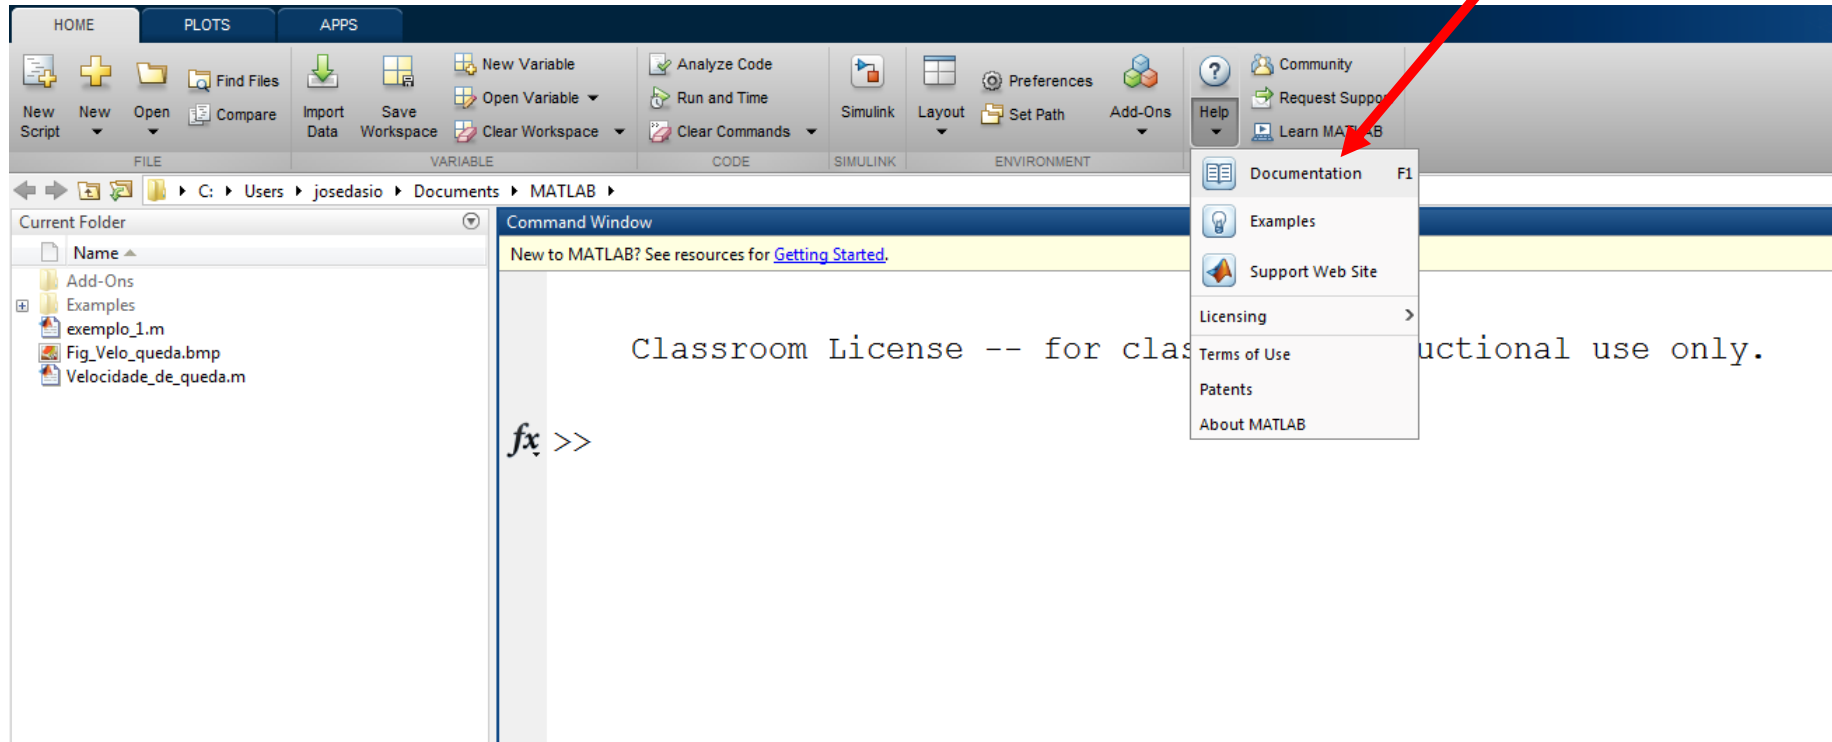 HOME PLOTS APPS
New Script
New
Open
Find Files
Compare
FILE
Import Data
Save Workspace
New Variable
Open Variable
Clear Workspace
VARIABLE
Analyze Code
Run and Time
Clear Commands
CODE
Simulink
SIMULINK
Layout
Preferences
Set Path
Add-Ons
ENVIRONMENT
?
Help
Community
Request Suppor
Learn MATLAB
C: Users josedasio Documents MATLAB
Current Folder
Name
Add-Ons
Examples
exemplo_1.m
Fig_Velo_queda.bmp
Velocidade_de_queda.m
Command Window
New to MATLAB? See resources for Getting Started.
Classroom License -- for clas uctional use only.
fx >>
Documentation F1
Examples
Support Web Site
Licensing
Terms of Use
Patents
About MATLAB